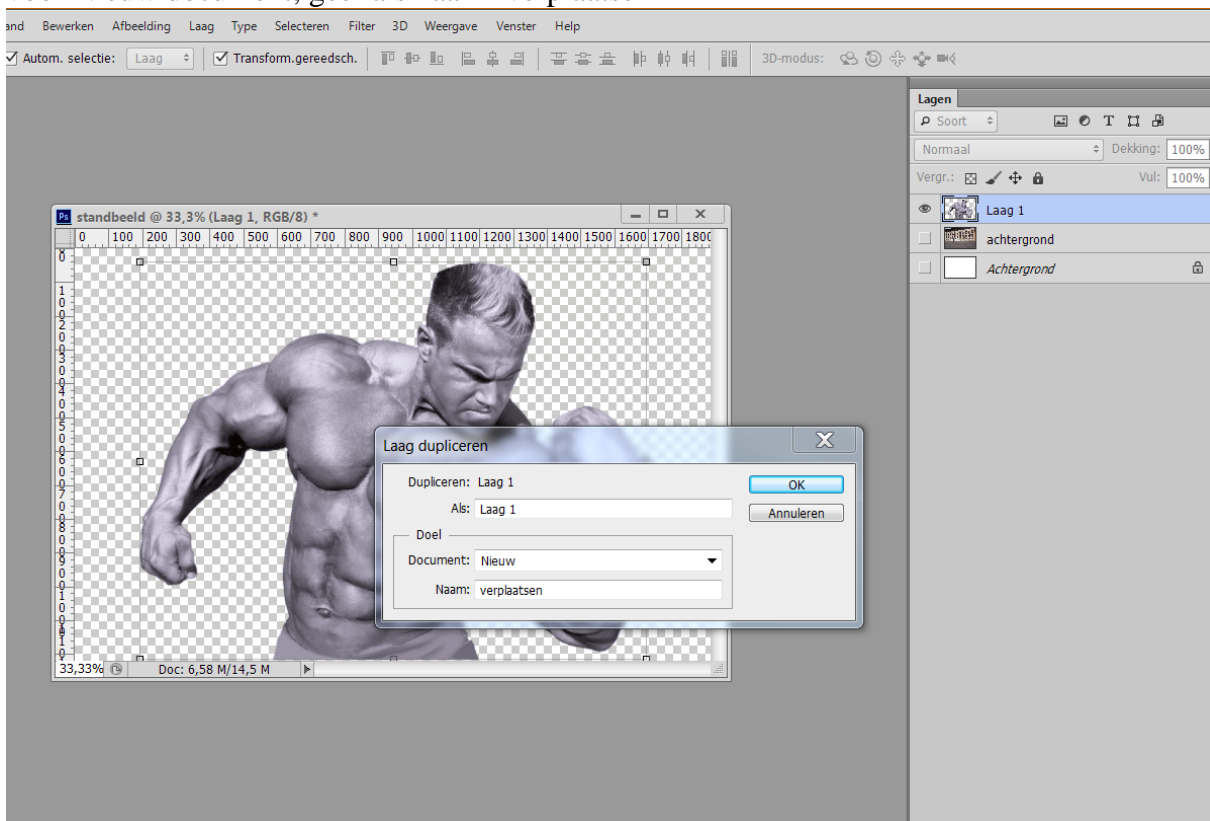 and Bewerken Afbeelding Laag Type Selecteren Filter 3D Weergave Venster Help
Autom. selectie: Laag Transform.gereedsch. 3D-modus:
Lagen
Soort
Normaal Dekking: 100%
Vergr.: Vul: 100%
Laag 1
achtergrond
Achtergrond
Ps standbeeld @ 33,3% (Laag 1, RGB/8) *
0 100 200 300 400 500 600 700 800 900 1000 1100 1200 1300 1400 1500 1600 1700 1800
Laag dupliceren
Dupliceren: Laag 1
Als: Laag 1
Doel
Document: Nieuw
Naam: verplaatsen
OK
Annuleren
33,33% Doc: 6,58 M/14,5 M